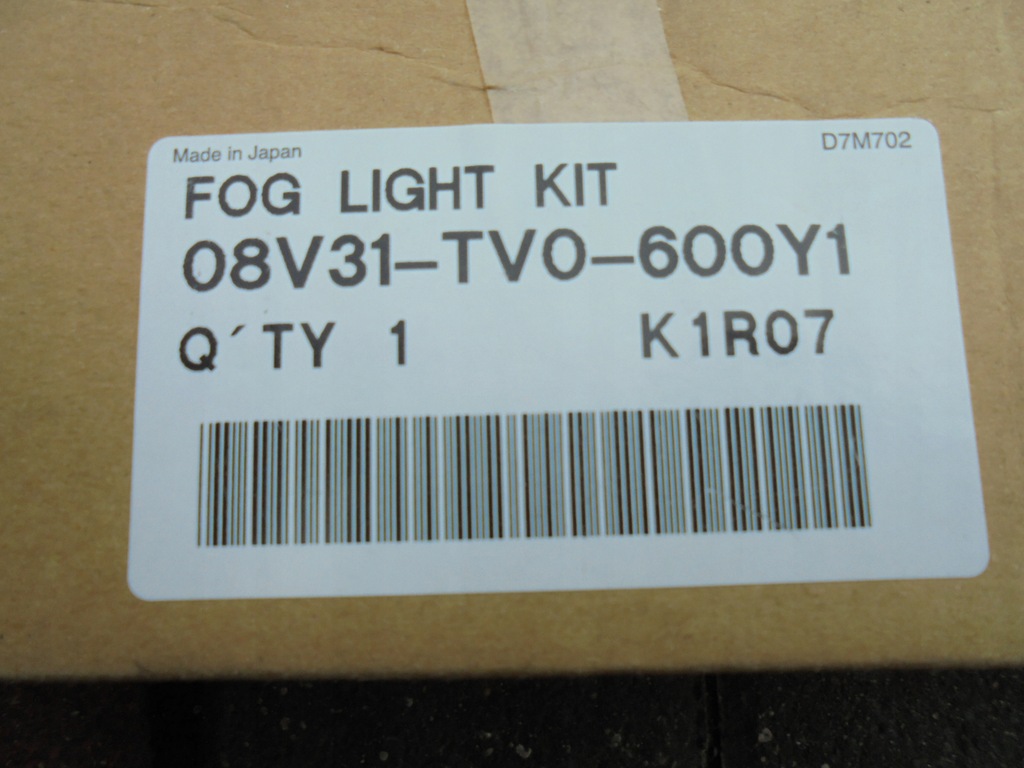 Made in Japan D7M702
FOG LIGHT KIT
08V31-TV0-600Y1
Q'TY 1 K1R07